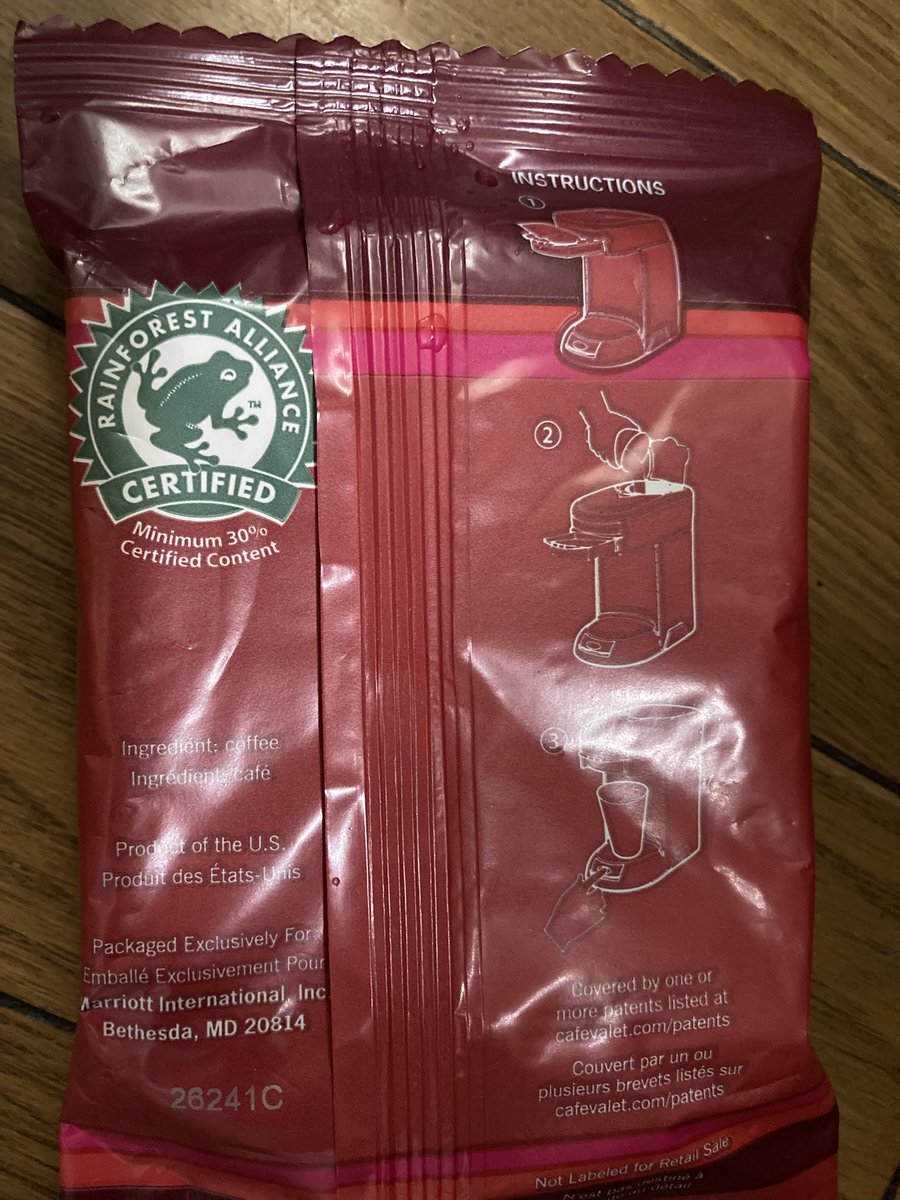 INSTRUCTIONS
1
RAINFOREST ALLIANCE
TM
CERTIFIED
Minimum 30%
Certified Content
2
3
Ingredient: coffee
Ingrédient: café
Product of the U.S.
Produit des États-Unis
Packaged Exclusively For
Emballé Exclusivement Pour
Marriott International, Inc.
Bethesda, MD 20814
26241C
Covered by one or
more patents listed at
cafevalet.com/patents
Couvert par un ou
plusieurs brevets listés sur
cafevalet.com/patents
Not Labeled for Retail Sale
N'est pas destiné à